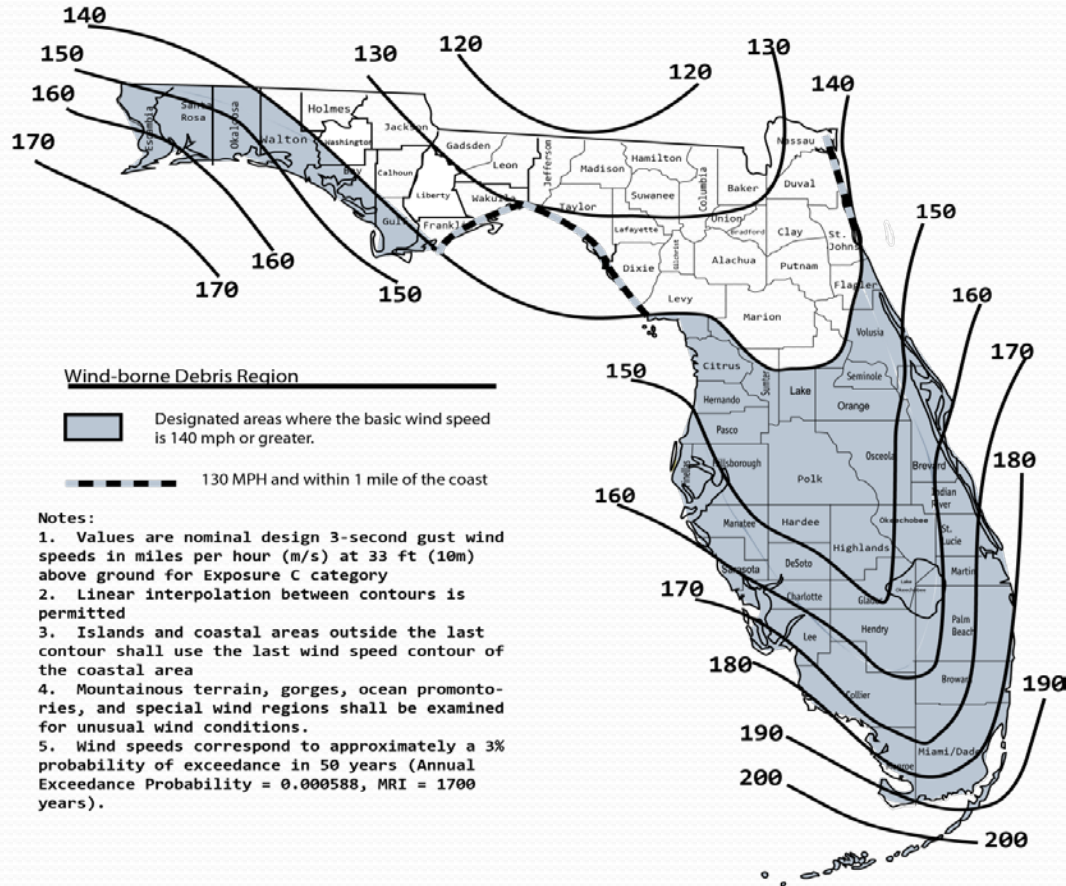 140
150
160
170
130
120
120
130
140
150
160
170
180
190
200
170
160
150
150
160
170
180
190
200
Escambia
Santa
Rosa
Okaloosa
Walton
Holmes
Washington
Jackson
Bay
Calhoun
Gulf
Liberty
Gadsden
Leon
Wakulla
Franklin
Jefferson
Madison
Taylor
Hamilton
Suwanee
Lafayette
Dixie
Columbia
Gilchrist
Baker
Union
Bradford
Alachua
Levy
Nassau
Duval
Clay
St.
Johns
Putnam
Flagler
Marion
Volusia
Citrus
Sumter
Lake
Seminole
Hernando
Orange
Pasco
Pinellas
Hillsborough
Polk
Osceola
Brevard
Indian
River
Manatee
Hardee
Okeechobee
St.
Lucie
Highlands
Sarasota
DeSoto
Martin
Charlotte
Glades
Lake
Okeechobee
Lee
Hendry
Palm
Beach
Collier
Broward
Monroe
Miami/Dade
Wind-borne Debris Region
Designated areas where the basic wind speed
is 140 mph or greater.
130 MPH and within 1 mile of the coast
Notes:
1. Values are nominal design 3-second gust wind
speeds in miles per hour (m/s) at 33 ft (10m)
above ground for Exposure C category
2. Linear interpolation between contours is
permitted
3. Islands and coastal areas outside the last
contour shall use the last wind speed contour of
the coastal area
4. Mountainous terrain, gorges, ocean promonto-
ries, and special wind regions shall be examined
for unusual wind conditions.
5. Wind speeds correspond to approximately a 3%
probability of exceedance in 50 years (Annual
Exceedance Probability = 0.000588, MRI = 1700
years).